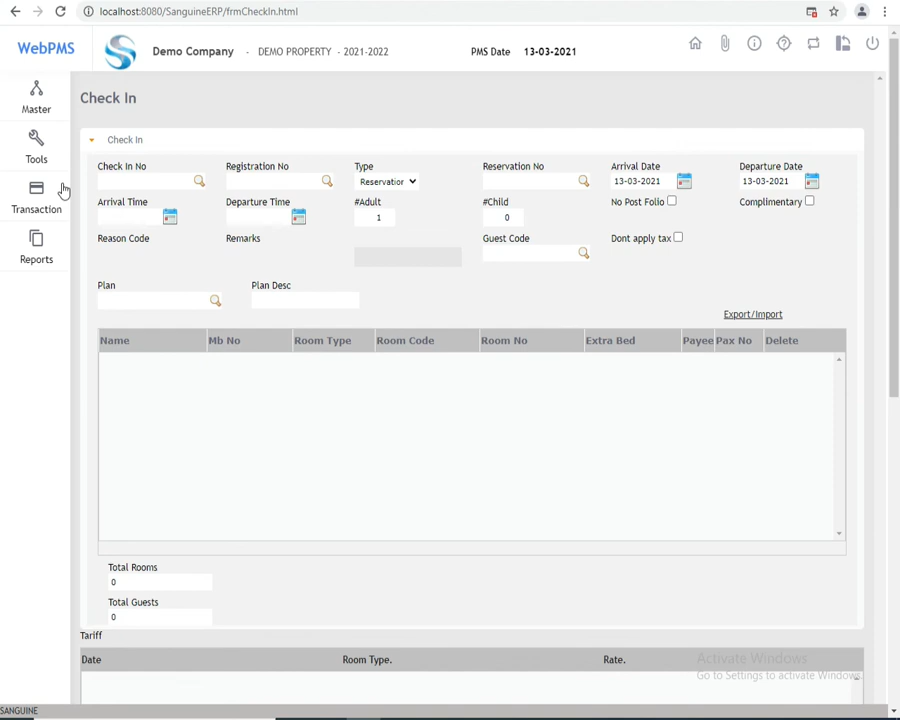 localhost:8080/SanguineERP/frmCheckIn.html
WebPMS
Demo Company - DEMO PROPERTY - 2021-2022 PMS Date 13-03-2021
Master
Tools
Transaction
Reports
Check In
Check In
Check In No Registration No Type Reservation No Arrival Date Departure Date
Reservation 13-03-2021 13-03-2021
Arrival Time Departure Time #Adult #Child No Post Folio Complimentary
1 0
Reason Code Remarks Guest Code Dont apply tax
Plan Plan Desc
Export/Import
Name Mb No Room Type Room Code Room No Extra Bed Payee Pax No Delete
Total Rooms
0
Total Guests
0
Tariff
Date Room Type. Rate.
Activate Windows
Go to Settings to activate Windows.
SANGUINE